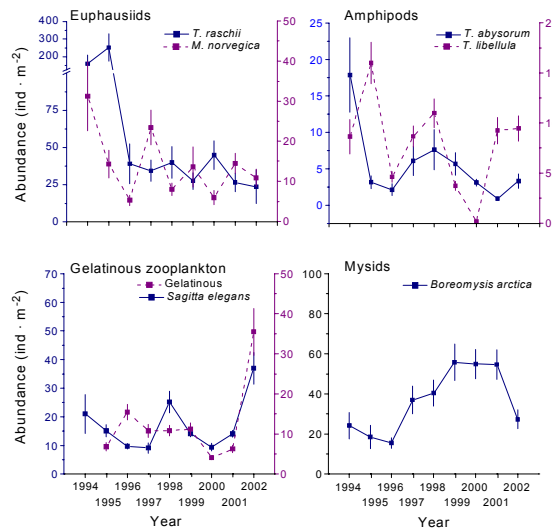 Euphausiids
T. raschii
M. norvegica
400
300
200
100
75
50
25
0
50
40
30
20
10
0
Abundance (ind · m-2)
Amphipods
T. abysorum
T. libellula
25
20
15
10
5
0
2
1
1
5
0
Gelatinous zooplankton
Gelatinous
Sagitta elegans
70
60
50
40
30
20
10
0
50
40
30
20
10
0
Abundance (ind · m-2)
1994 1996 1998 2000 2002
1995 1997 1999 2001
Year
Mysids
Boreomysis arctica
100
80
60
40
20
0
1994 1996 1998 2000 2002
1995 1997 1999 2001
Year